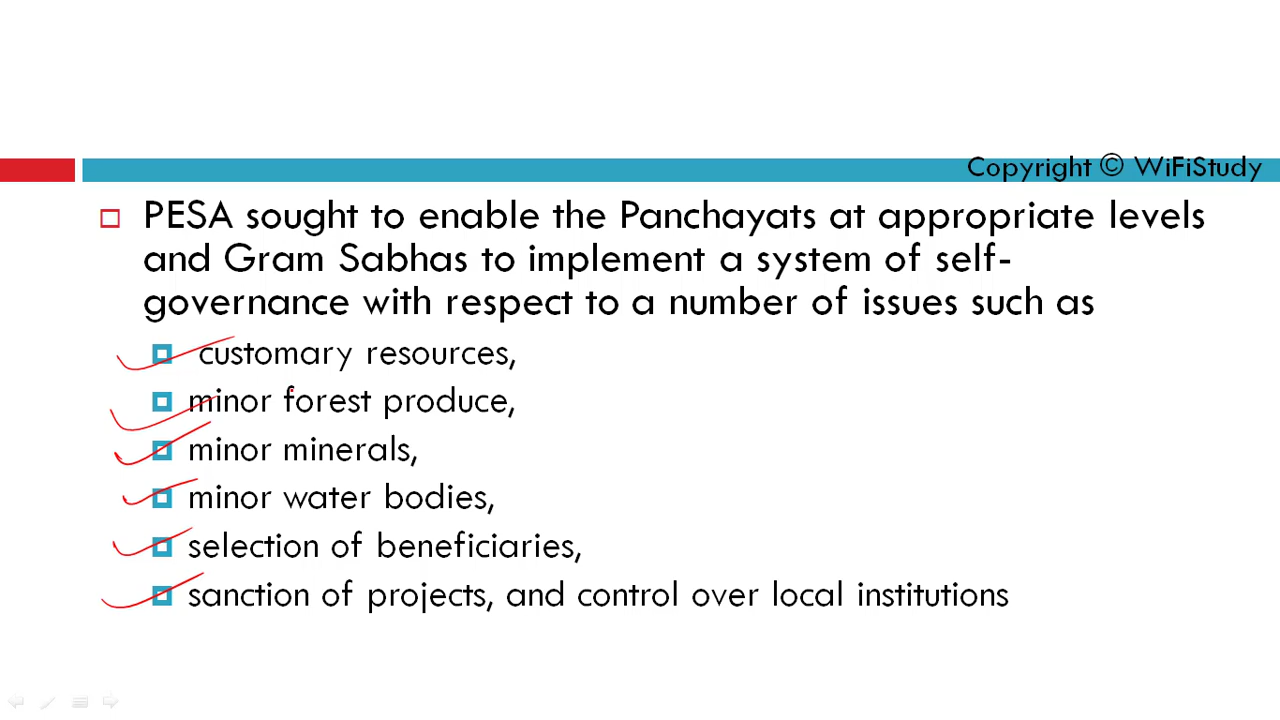 Copyright © WiFiStudy
PESA sought to enable the Panchayats at appropriate levels
and Gram Sabhas to implement a system of self-
governance with respect to a number of issues such as
customary resources,
minor forest produce,
minor minerals,
minor water bodies,
selection of beneficiaries,
sanction of projects, and control over local institutions